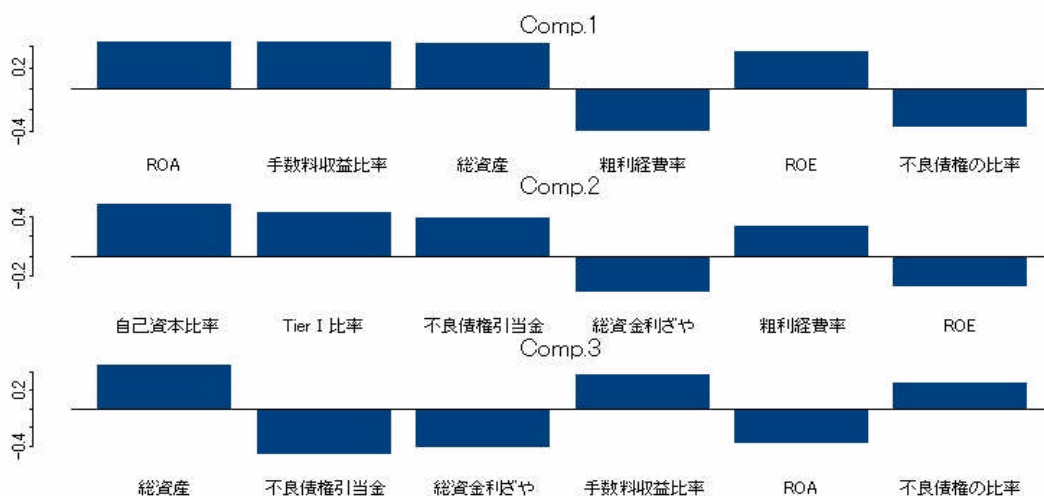 Comp.1
0.2
-0.4
ROA 手数料収益比率 総資産 粗利経費率 ROE 不良債権の比率
Comp.2
0.4
-0.2
自己資本比率 Tier I 比率 不良債権引当金 総資金利ざや 粗利経費率 ROE
Comp.3
0.2
-0.4
総資産 不良債権引当金 総資金利ざや 手数料収益比率 ROA 不良債権の比率